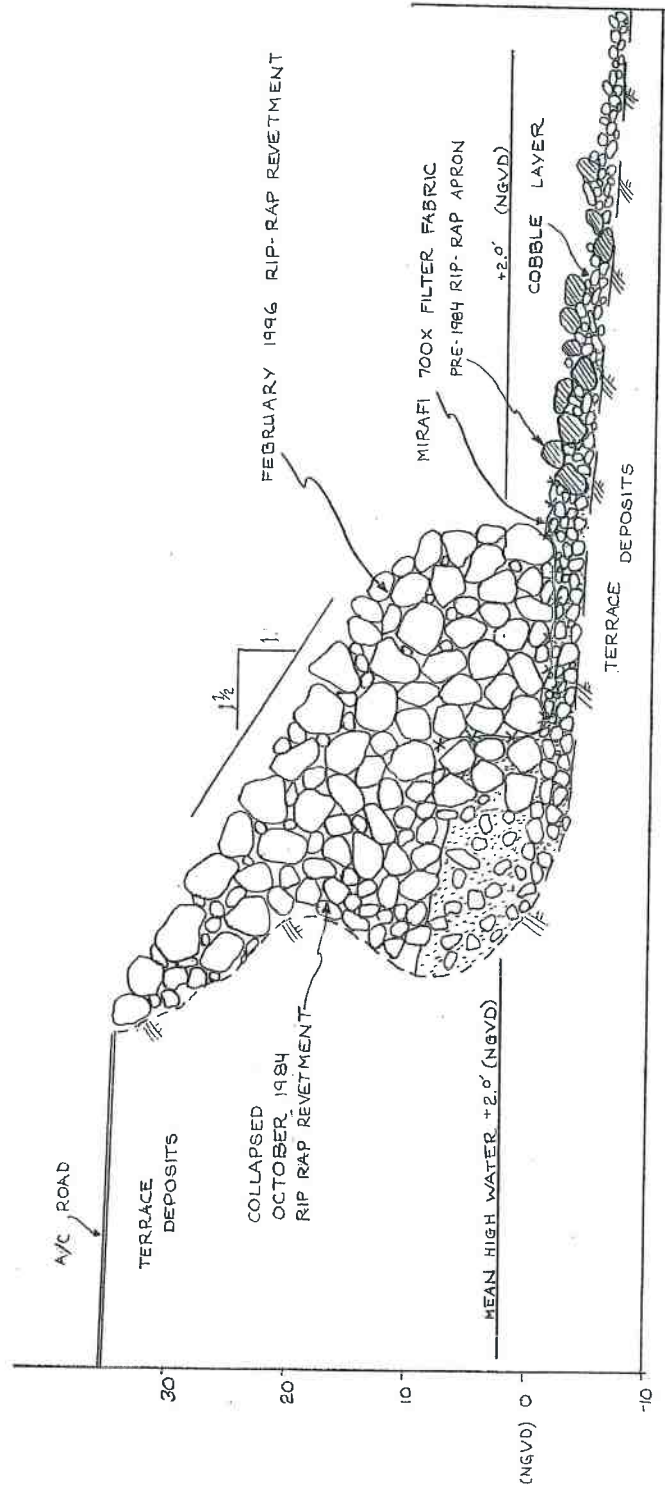 A/C ROAD
TERRACE
DEPOSITS
COLLAPSED
OCTOBER 1984
RIP RAP REVETMENT
1½
1
FEBRUARY 1996 RIP-RAP REVETMENT
MIRAFI 700X FILTER FABRIC
PRE-1984 RIP-RAP APRON
+2.0' (NGVD)
COBBLE LAYER
MEAN HIGH WATER +2.0' (NGVD)
TERRACE DEPOSITS
30
20
10
(NGVD) 0
-10